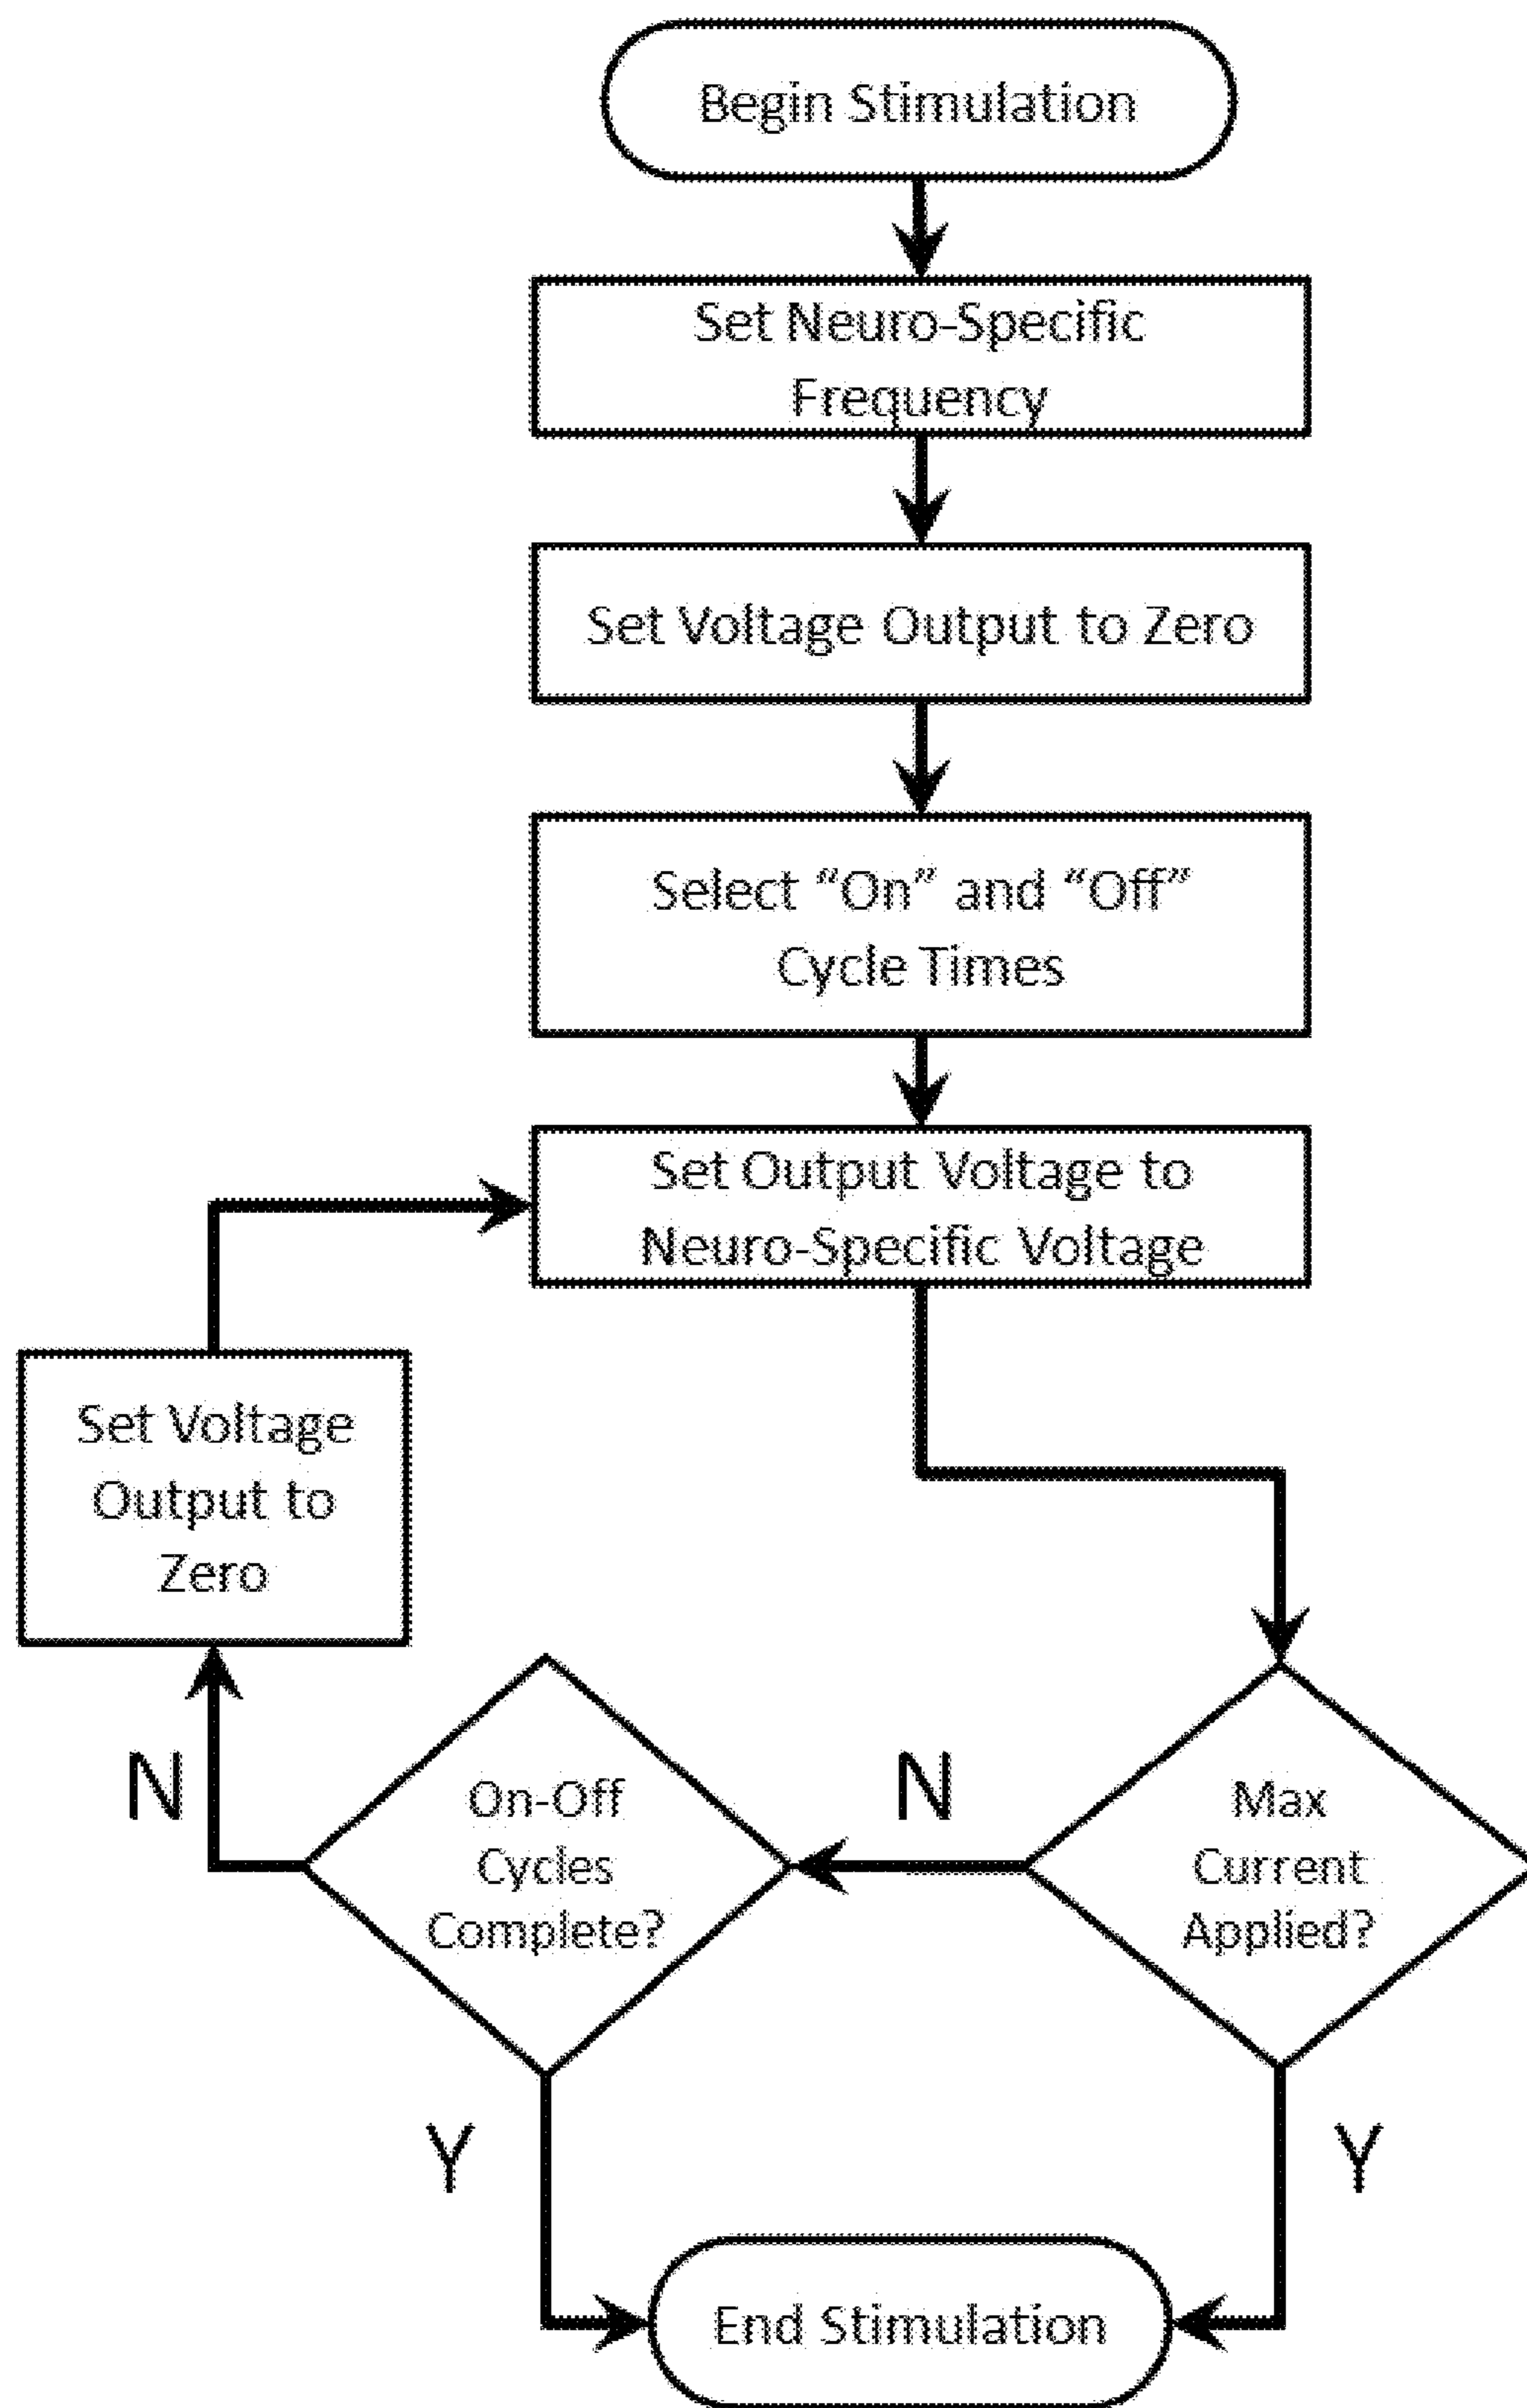 Begin Stimulation
Set Neuro-Specific
Frequency
Set Voltage Output to Zero
Select “On” and “Off”
Cycle Times
Set Output Voltage to
Neuro-Specific Voltage
Set Voltage
Output to
Zero
N
On-Off
Cycles
Complete?
N
Max
Current
Applied?
Y
Y
End Stimulation